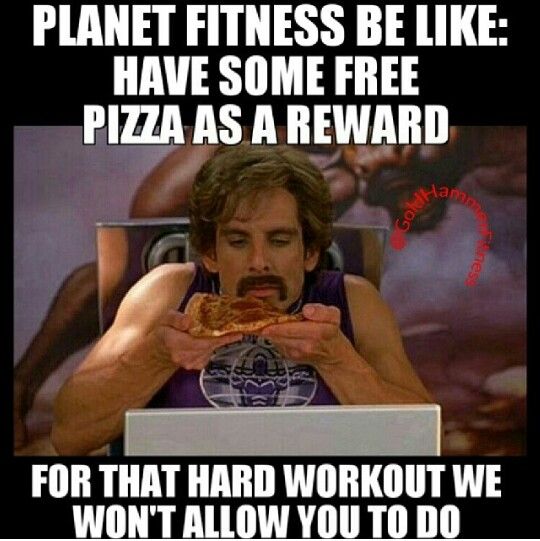 PLANET FITNESS BE LIKE:
HAVE SOME FREE
PIZZA AS A REWARD
@GoldHammerFitness
FOR THAT HARD WORKOUT WE
WON'T ALLOW YOU TO DO